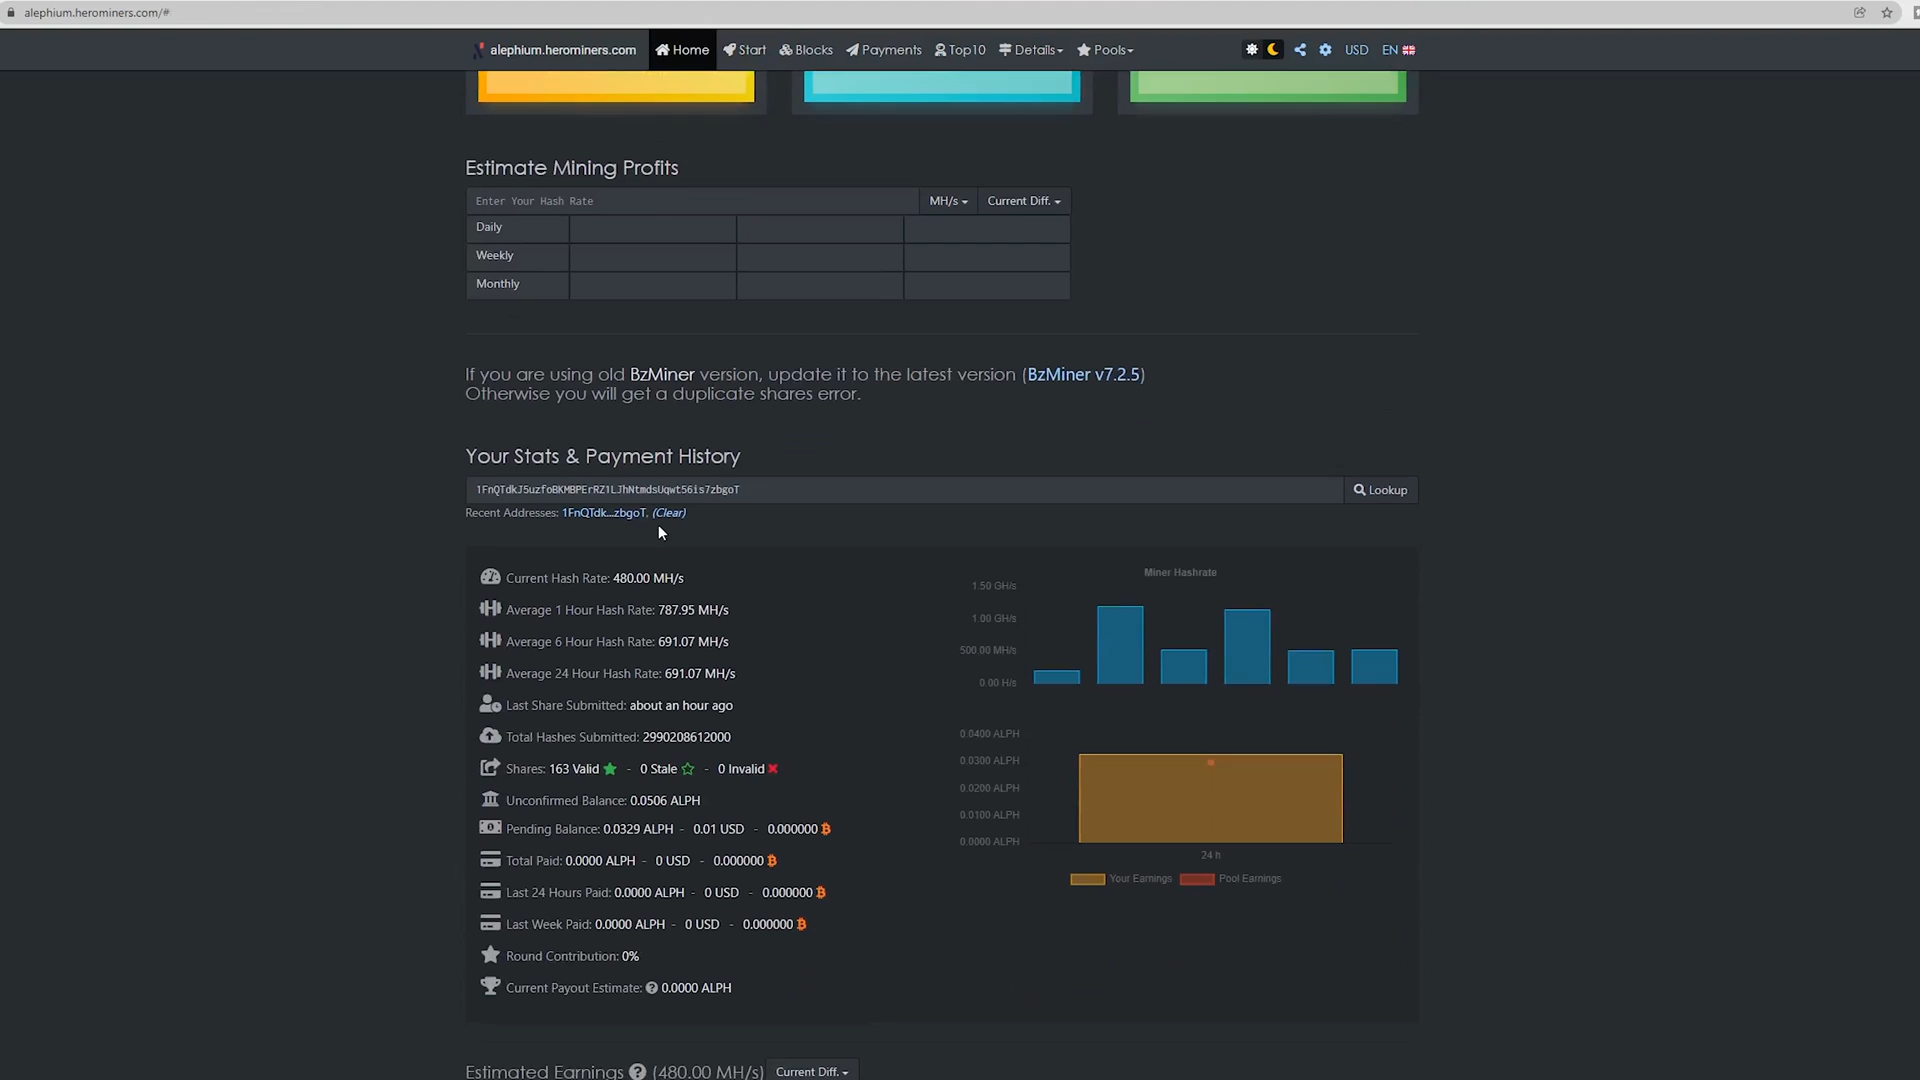 alephium.herominers.com/#
alephium.herominers.com Home Start Blocks Payments Top10 Details Pools USD EN
Estimate Mining Profits
Enter Your Hash Rate MH/s Current Diff.
Daily
Weekly
Monthly
If you are using old BzMiner version, update it to the latest version (BzMiner v7.2.5)
Otherwise you will get a duplicate shares error.
Your Stats & Payment History
1FnQTdkJ5uzfoBKMBPErRZ1LJhNtmdsUqwt56is7zbgoT Lookup
Recent Addresses: 1FnQTdk...zbgoT, (Clear)
Current Hash Rate: 480.00 MH/s
Average 1 Hour Hash Rate: 787.95 MH/s
Average 6 Hour Hash Rate: 691.07 MH/s
Average 24 Hour Hash Rate: 691.07 MH/s
Last Share Submitted: about an hour ago
Total Hashes Submitted: 2990208612000
Shares: 163 Valid - 0 Stale - 0 Invalid
Unconfirmed Balance: 0.0506 ALPH
Pending Balance: 0.0329 ALPH - 0.01 USD - 0.000000
Total Paid: 0.0000 ALPH - 0 USD - 0.000000
Last 24 Hours Paid: 0.0000 ALPH - 0 USD - 0.000000
Last Week Paid: 0.0000 ALPH - 0 USD - 0.000000
Round Contribution: 0%
Current Payout Estimate: 0.0000 ALPH
Miner Hashrate
1.50 GH/s
1.00 GH/s
500.00 MH/s
0.00 H/s
0.0400 ALPH
0.0300 ALPH
0.0200 ALPH
0.0100 ALPH
0.0000 ALPH
24 h
Your Earnings Pool Earnings
Estimated Earnings (480.00 MH/s) Current Diff.